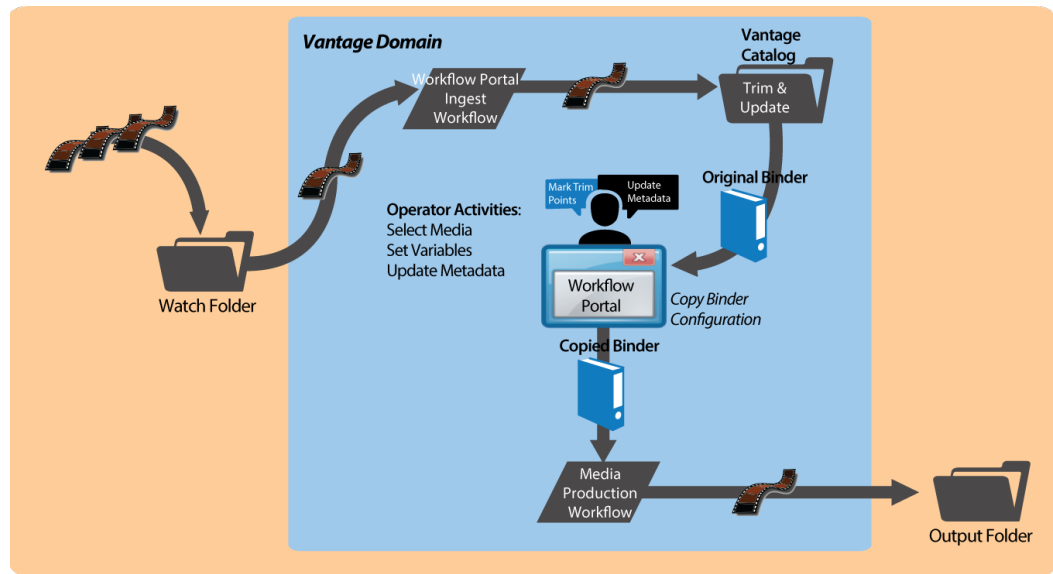 Vantage Domain
Vantage
Catalog
Workflow Portal
Ingest
Workflow
Trim &
Update
Original Binder
Mark Trim
Points
Update
Metadata
Operator Activities:
Select Media
Set Variables
Update Metadata
Watch Folder
Workflow
Portal
Copy Binder
Configuration
Copied Binder
Media
Production
Workflow
Output Folder